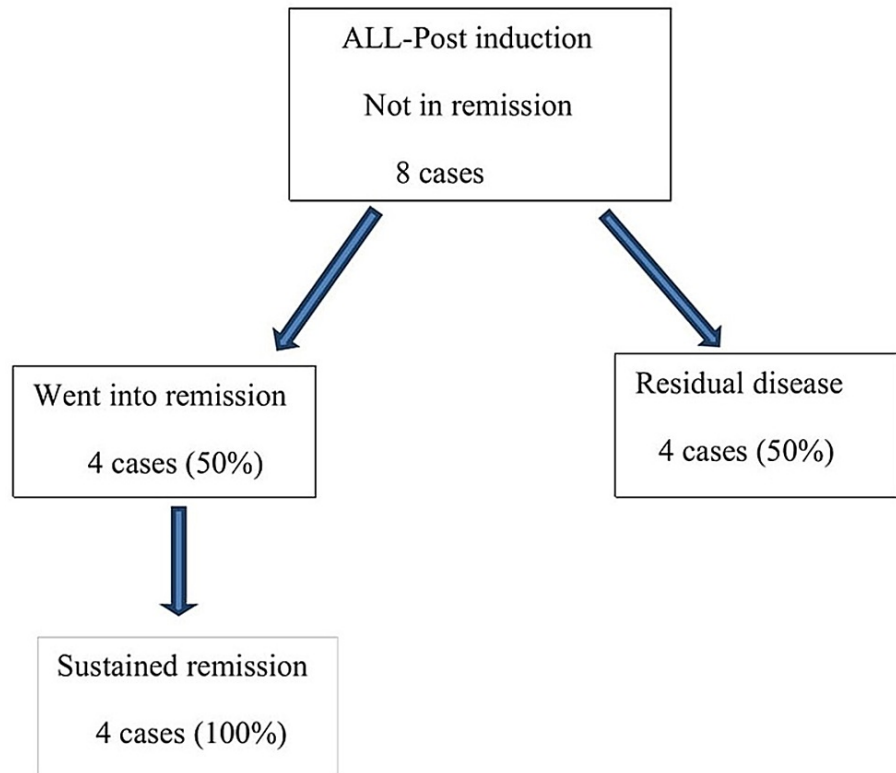 ALL-Post induction
Not in remission
8 cases
Went into remission
4 cases (50%)
Residual disease
4 cases (50%)
Sustained remission
4 cases (100%)